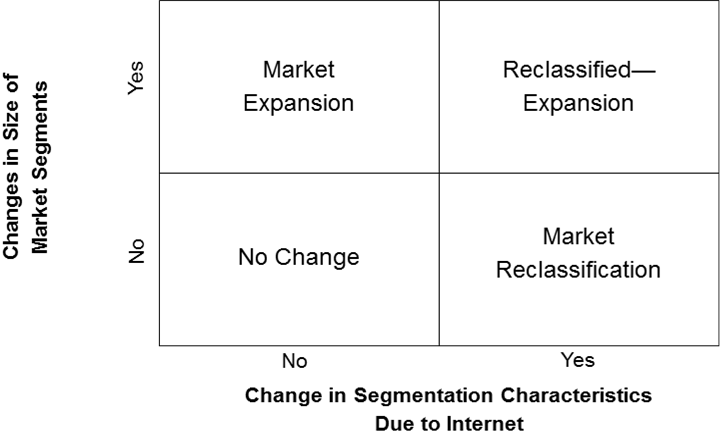 Changes in Size of
Market Segments
Yes
Market
Expansion
Reclassified—
Expansion
No
No Change
Market
Reclassification
No
Yes
Change in Segmentation Characteristics
Due to Internet